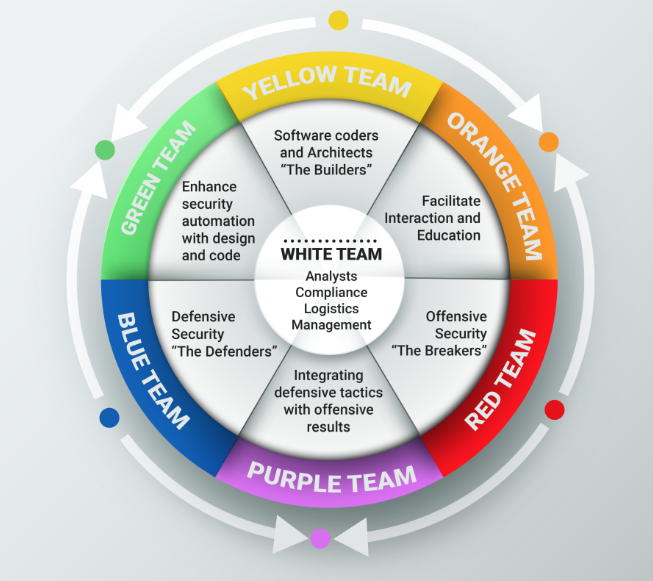 YELLOW TEAM
Software coders
and Architects
“The Builders”
ORANGE TEAM
Facilitate
Interaction and
Education
RED TEAM
Offensive
Security
“The Breakers”
PURPLE TEAM
Integrating
defensive tactics
with offensive
results
BLUE TEAM
Defensive
Security
“The Defenders”
GREEN TEAM
Enhance
security
automation
with design
and code
WHITE TEAM
Analysts
Compliance
Logistics
Management